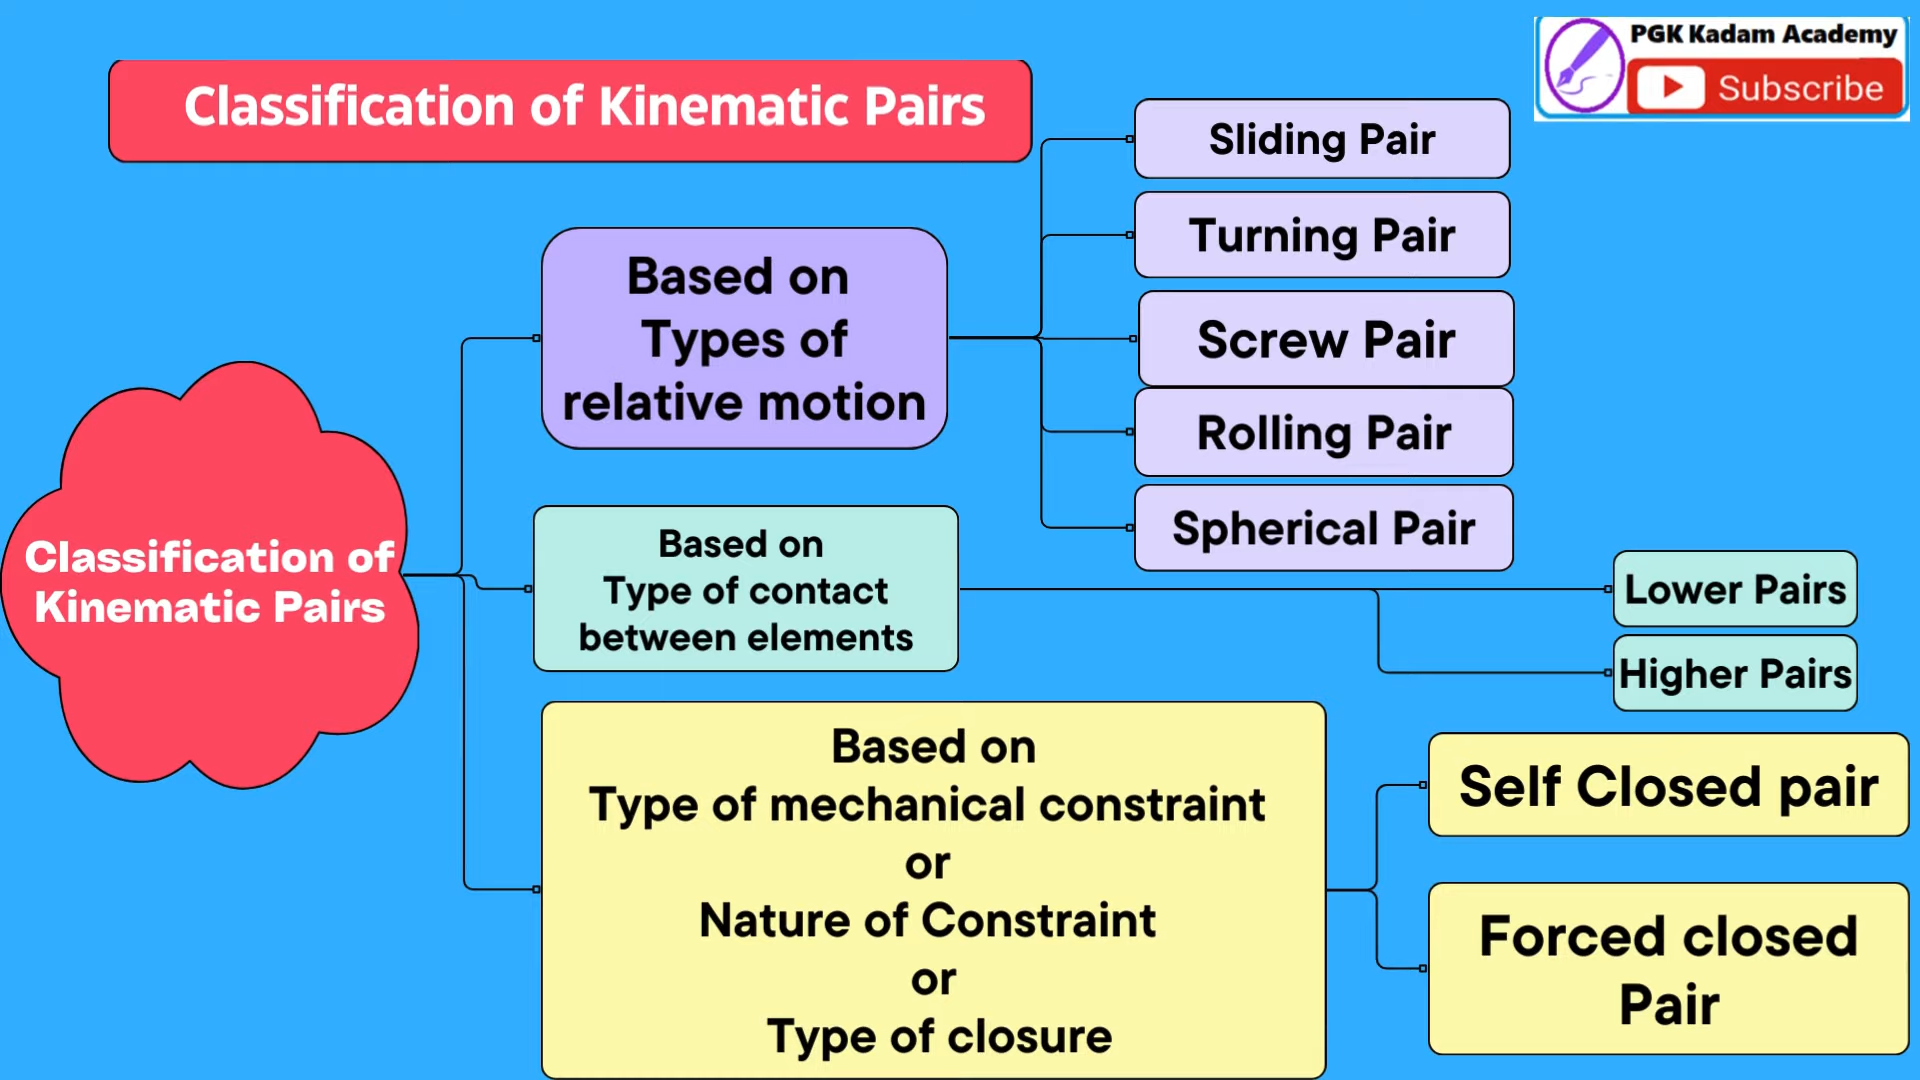 PGK Kadam Academy
Subscribe
Classification of Kinematic Pairs
Classification of
Kinematic Pairs
Based on
Types of
relative motion
Sliding Pair
Turning Pair
Screw Pair
Rolling Pair
Spherical Pair
Based on
Type of contact
between elements
Lower Pairs
Higher Pairs
Based on
Type of mechanical constraint
or
Nature of Constraint
or
Type of closure
Self Closed pair
Forced closed
Pair